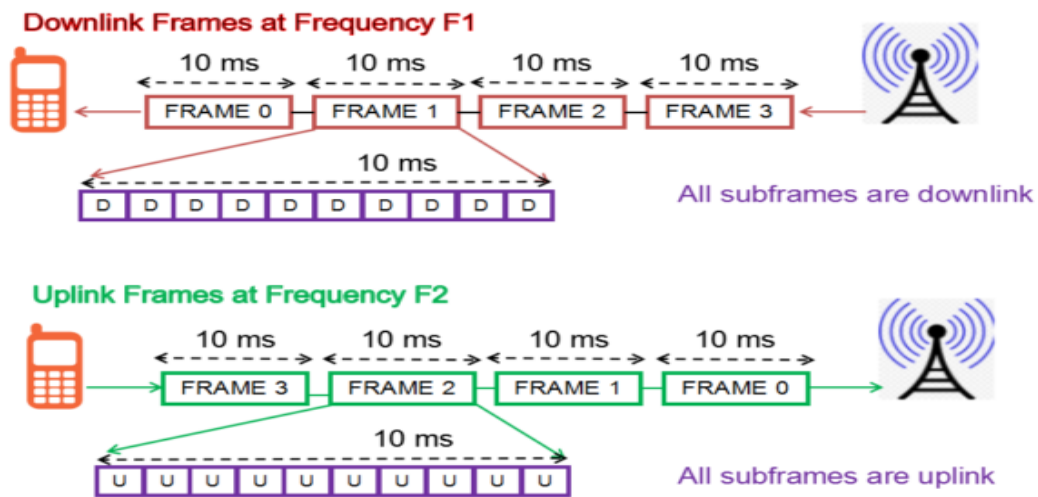 Downlink Frames at Frequency F1
10 ms 10 ms 10 ms 10 ms
FRAME 0 FRAME 1 FRAME 2 FRAME 3
10 ms
D D D D D D D D D D
All subframes are downlink
Uplink Frames at Frequency F2
10 ms 10 ms 10 ms 10 ms
FRAME 3 FRAME 2 FRAME 1 FRAME 0
10 ms
U U U U U U U U U U
All subframes are uplink